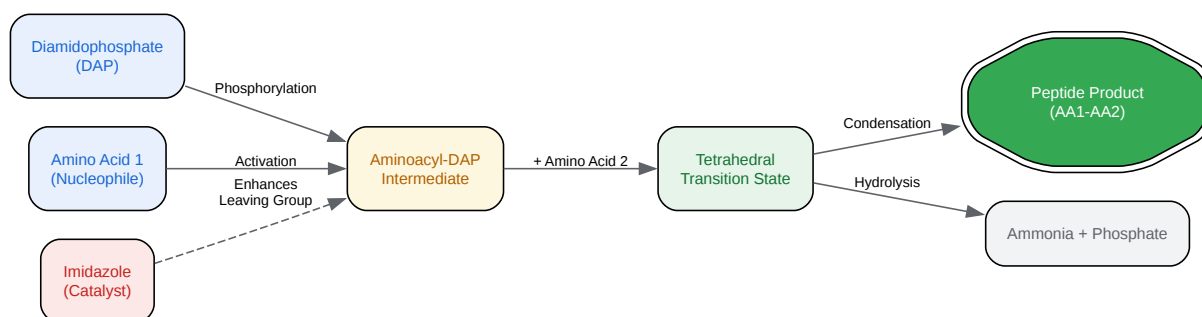 Diamidophosphate
(DAP)
Phosphorylation
Amino Acid 1
(Nucleophile)
Activation
Enhances
Leaving Group
Imidazole
(Catalyst)
Aminoacyl-DAP
Intermediate
+ Amino Acid 2
Tetrahedral
Transition State
Condensation
Hydrolysis
Peptide Product
(AA1-AA2)
Ammonia + Phosphate